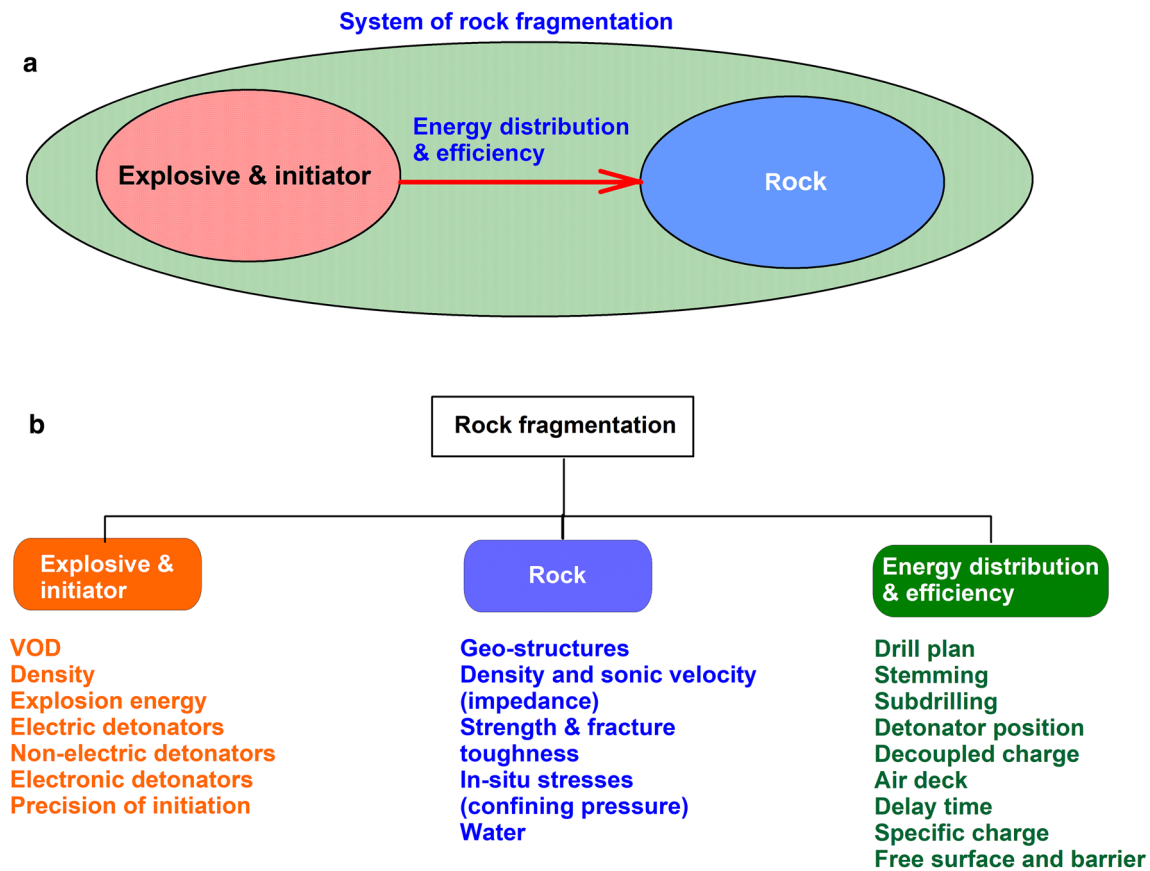 System of rock fragmentation
a
Energy distribution
& efficiency
Explosive & initiator
Rock
b
Rock fragmentation
Explosive &
initiator
Rock
Energy distribution
& efficiency
VOD
Density
Explosion energy
Electric detonators
Non-electric detonators
Electronic detonators
Precision of initiation
Geo-structures
Density and sonic velocity
(impedance)
Strength & fracture
toughness
In-situ stresses
(confining pressure)
Water
Drill plan
Stemming
Subdrilling
Detonator position
Decoupled charge
Air deck
Delay time
Specific charge
Free surface and barrier